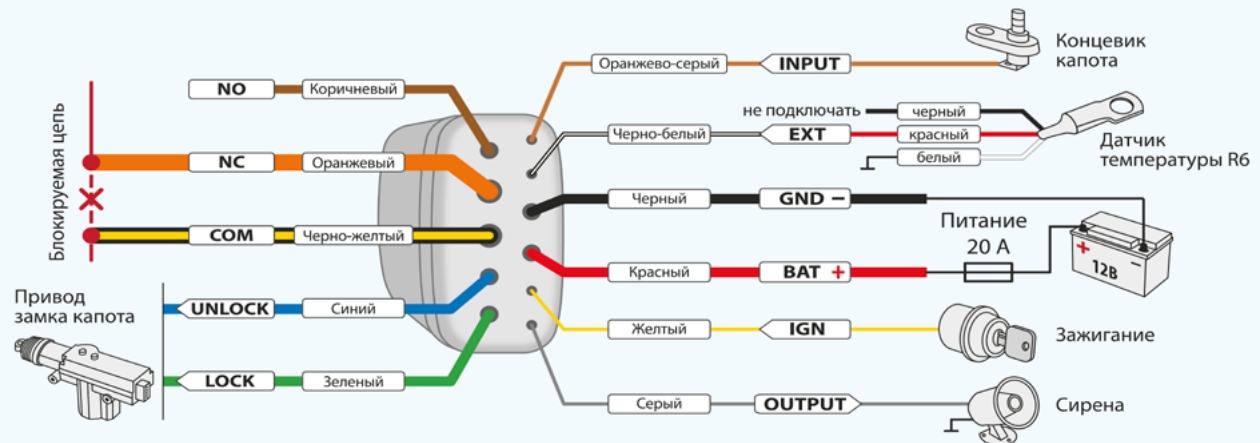 Блокируемая цепь
NO
Коричневый
NC
Оранжевый
COM
Черно-желтый
Привод
замка капота
UNLOCK
Синий
LOCK
Зеленый
Оранжево-серый
INPUT
Концевик
капота
Черно-белый
EXT
не подключать
черный
красный
белый
Датчик
температуры R6
Черный
GND −
Красный
BAT +
Питание
20 А
+
−
12В
Желтый
IGN
Зажигание
Серый
OUTPUT
Сирена